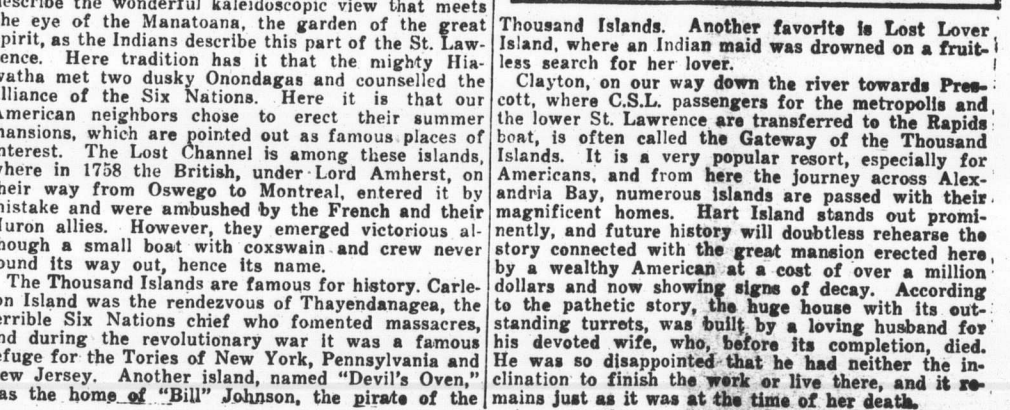 escribe the wonderful kaleidoscopic view that meets
he eye of the Manatoana, the garden of the great
pirit, as the Indians describe this part of the St. Law-
ence. Here tradition has it that the mighty Hia-
watha met two dusky Onondagas and counselled the
lliance of the Six Nations. Here it is that our
merican neighbors chose to erect their summer
mansions, which are pointed out as famous places of
nterest. The Lost Channel is among these islands,
where in 1758 the British, under Lord Amherst, on
heir way from Oswego to Montreal, entered it by
mistake and were ambushed by the French and their
Huron allies. However, they emerged victorious al-
hough a small boat with coxswain and crew never
ound its way out, hence its name.
The Thousand Islands are famous for history. Carle-
on Island was the rendezvous of Thayendanagea, the
errible Six Nations chief who fomented massacres,
nd during the revolutionary war it was a famous
efuge for the Tories of New York, Pennsylvania and
ew Jersey. Another island, named "Devil's Oven,"
as the home of "Bill" Johnson, the pirate of the
Thousand Islands. Another favorite is Lost Lover
Island, where an Indian maid was drowned on a fruit-
less search for her lover.
Clayton, on our way down the river towards Pres-
cott, where C.S.L. passengers for the metropolis and
the lower St. Lawrence are transferred to the Rapids
boat, is often called the Gateway of the Thousand
Islands. It is a very popular resort, especially for
Americans, and from here the journey across Alex-
andria Bay, numerous islands are passed with their
magnificent homes. Hart Island stands out promi-
nently, and future history will doubtless rehearse the
story connected with the great mansion erected here
by a wealthy American at a cost of over a million
dollars and now showing signs of decay. According
to the pathetic story, the huge house with its out-
standing turrets, was built by a loving husband for
his devoted wife, who, before its completion, died.
He was so disappointed that he had neither the in-
clination to finish the work or live there, and it re-
mains just as it was at the time of her death.